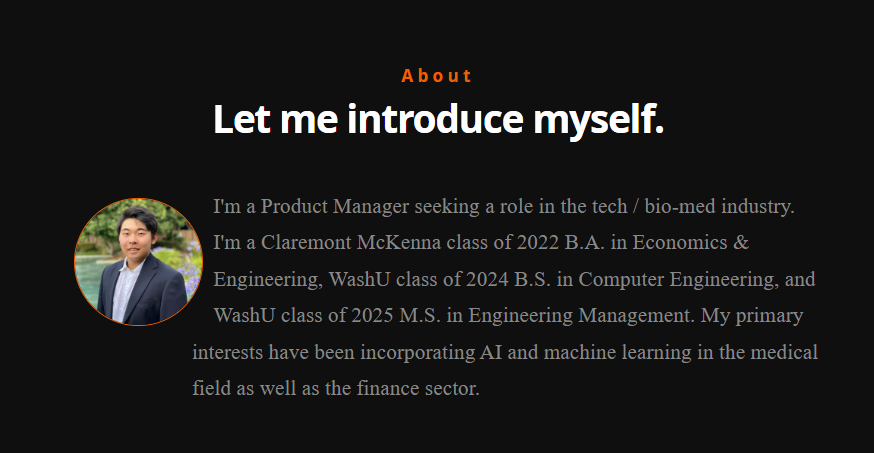 About
Let me introduce myself.
I'm a Product Manager seeking a role in the tech / bio-med industry.
I'm a Claremont McKenna class of 2022 B.A. in Economics &
Engineering, WashU class of 2024 B.S. in Computer Engineering, and
WashU class of 2025 M.S. in Engineering Management. My primary
interests have been incorporating AI and machine learning in the medical
field as well as the finance sector.